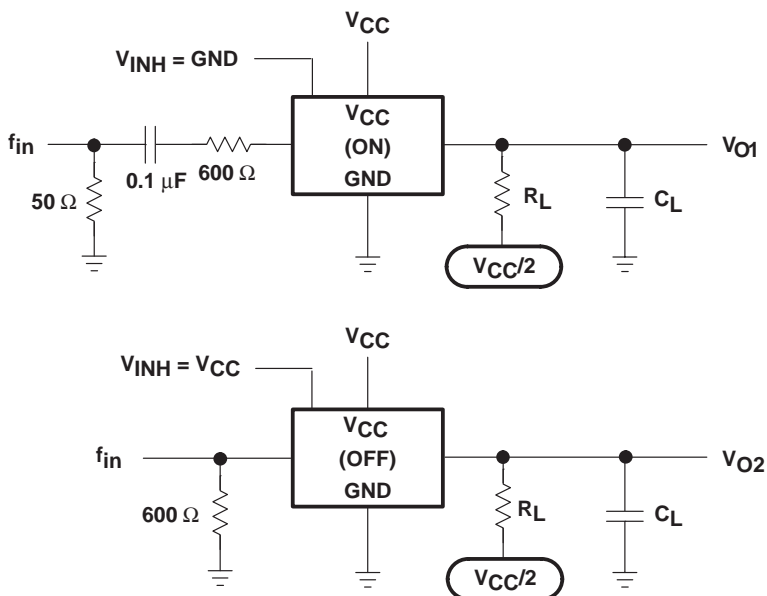 VCC
VINH = GND
VCC
(ON)
GND
fin
0.1 μF
600 Ω
50 Ω
RL
CL
VO1
VCC/2
VCC
VINH = VCC
VCC
(OFF)
GND
fin
600 Ω
RL
CL
VO2
VCC/2